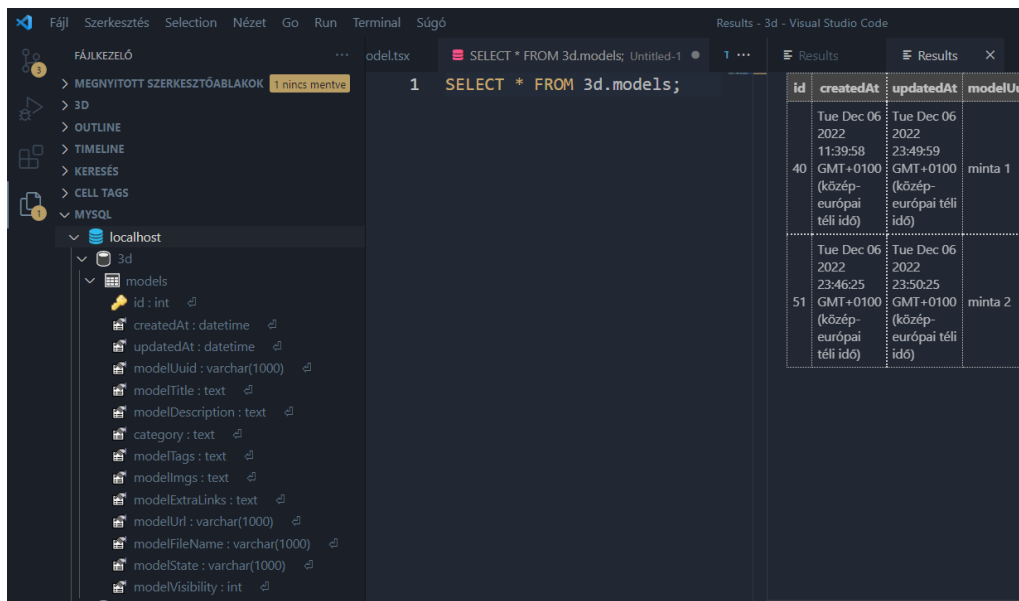 Fájl Szerkesztés Selection Nézet Go Run Terminal Súgó Results - 3d - Visual Studio Code
FÁJLKEZELŐ ...
3
MEGNYITOTT SZERKESZTŐABLAKOK 1 nincs mentve
3D
OUTLINE
TIMELINE
KERESÉS
CELL TAGS
1
MYSQL
localhost
3d
models
id : int
createdAt : datetime
updatedAt : datetime
modelUuid : varchar(1000)
modelTitle : text
modelDescription : text
category : text
modelTags : text
modelImgs : text
modelExtraLinks : text
modelUrl : varchar(1000)
modelFileName : varchar(1000)
modelState : varchar(1000)
modelVisibility : int
odel.tsx SELECT * FROM 3d.models; Untitled-1 ...
1 SELECT * FROM 3d.models;
Results Results
id createdAt updatedAt modelUu
40
Tue Dec 06
2022
11:39:58
GMT+0100
(közép-
európai
téli idő)
Tue Dec 06
2022
23:49:59
GMT+0100
(közép-
európai téli
idő)
minta 1
51
Tue Dec 06
2022
23:46:25
GMT+0100
(közép-
európai
téli idő)
Tue Dec 06
2022
23:50:25
GMT+0100
(közép-
európai téli
idő)
minta 2